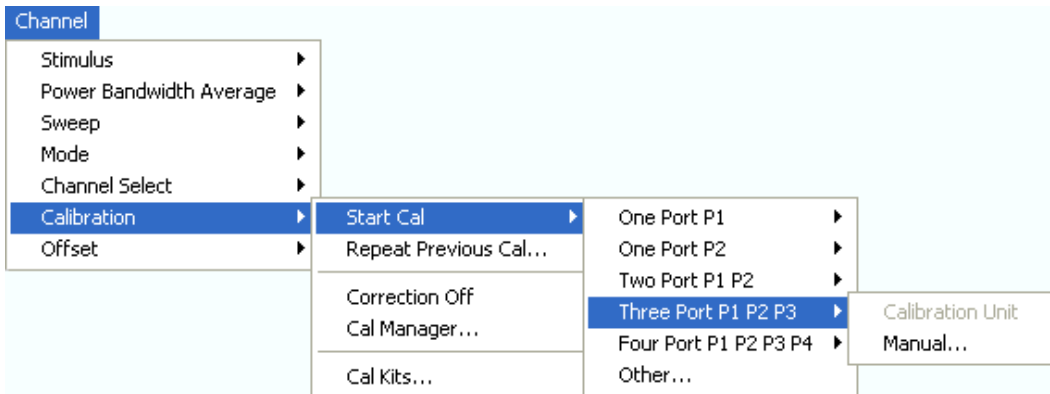 Channel
Stimulus
Power Bandwidth Average
Sweep
Mode
Channel Select
Calibration
Offset
Start Cal
Repeat Previous Cal...
Correction Off
Cal Manager...
Cal Kits...
One Port P1
One Port P2
Two Port P1 P2
Three Port P1 P2 P3
Four Port P1 P2 P3 P4
Other...
Calibration Unit
Manual...